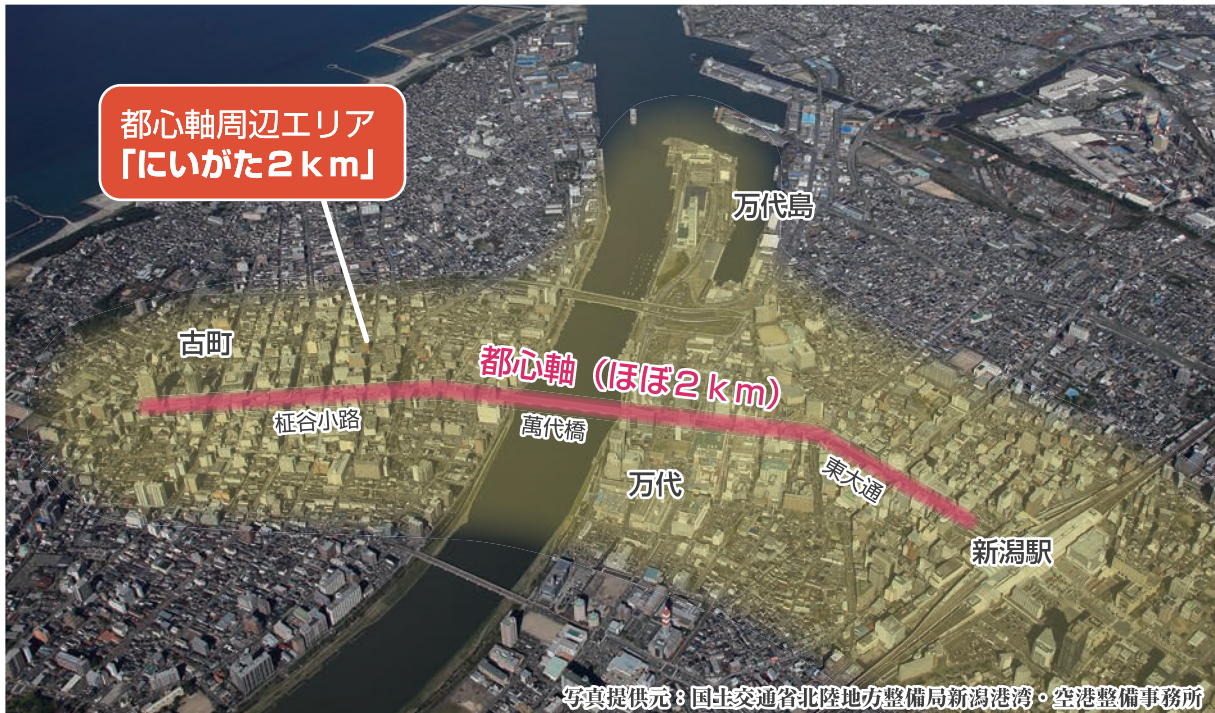 都心軸周辺エリア
「にいがた2km」
万代島
古町
都心軸（ほぼ2km）
柾谷小路
萬代橋
東大通
万代
新潟駅
写真提供元：国土交通省北陸地方整備局新潟港湾・空港整備事務所